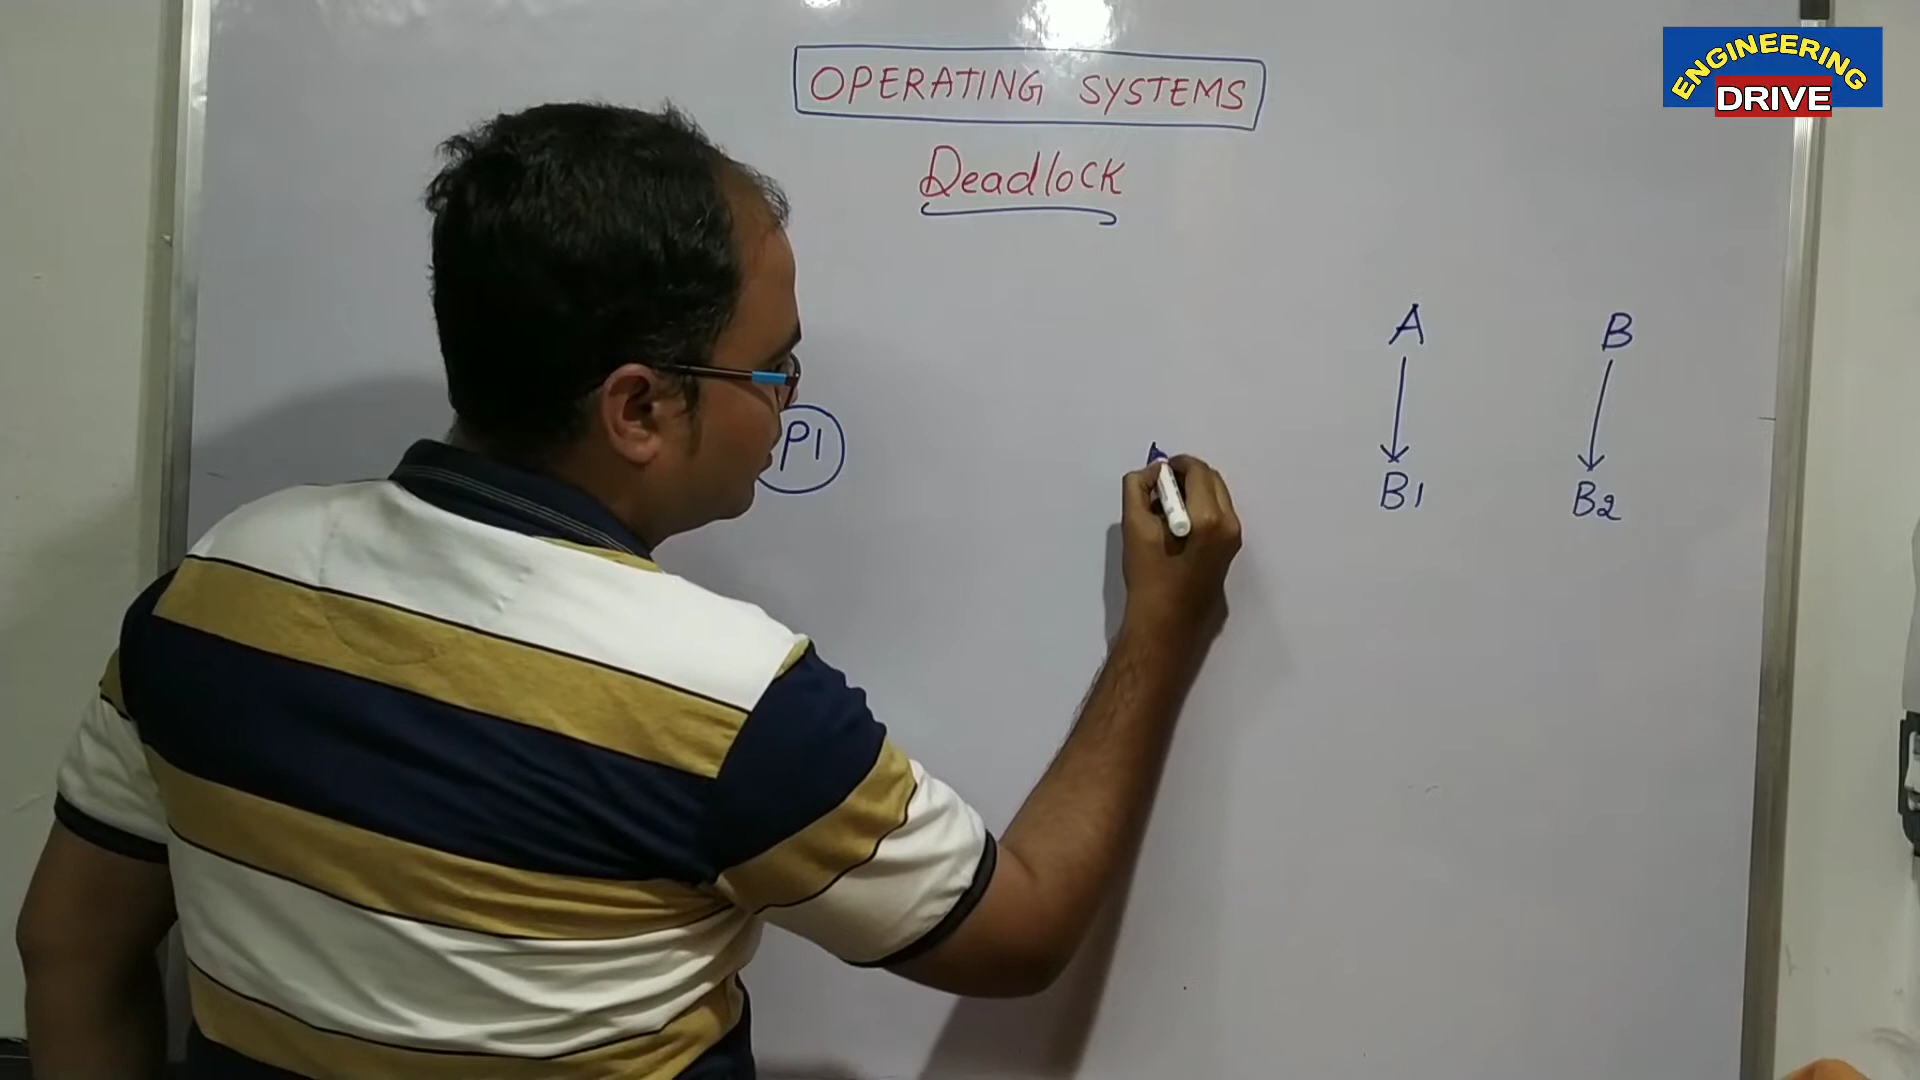 ENGINEERING
DRIVE
OPERATING SYSTEMS
Deadlock
A B
P1
B1 B2